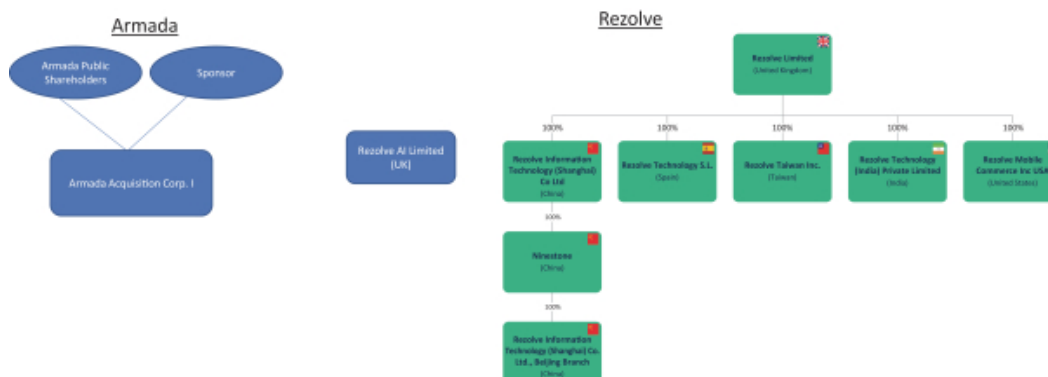 Armada
Rezolve
Armada Public
Shareholders
Sponsor
Armada Acquisition Corp. I
Rezolve AI Limited
(UK)
Rezolve Limited
(United Kingdom)
100%
100%
100%
100%
100%
Rezolve Information
Technology (Shanghai)
Co Ltd
(China)
Rezolve Technology S.L.
(Spain)
Rezolve Taiwan Inc.
(Taiwan)
Rezolve Technology
(India) Private Limited
(India)
Rezolve Mobile
Commerce Inc USA
(United States)
100%
Ninestone
(China)
100%
Rezolve Information
Technology (Shanghai) Co.
Ltd., Beijing Branch
(China)